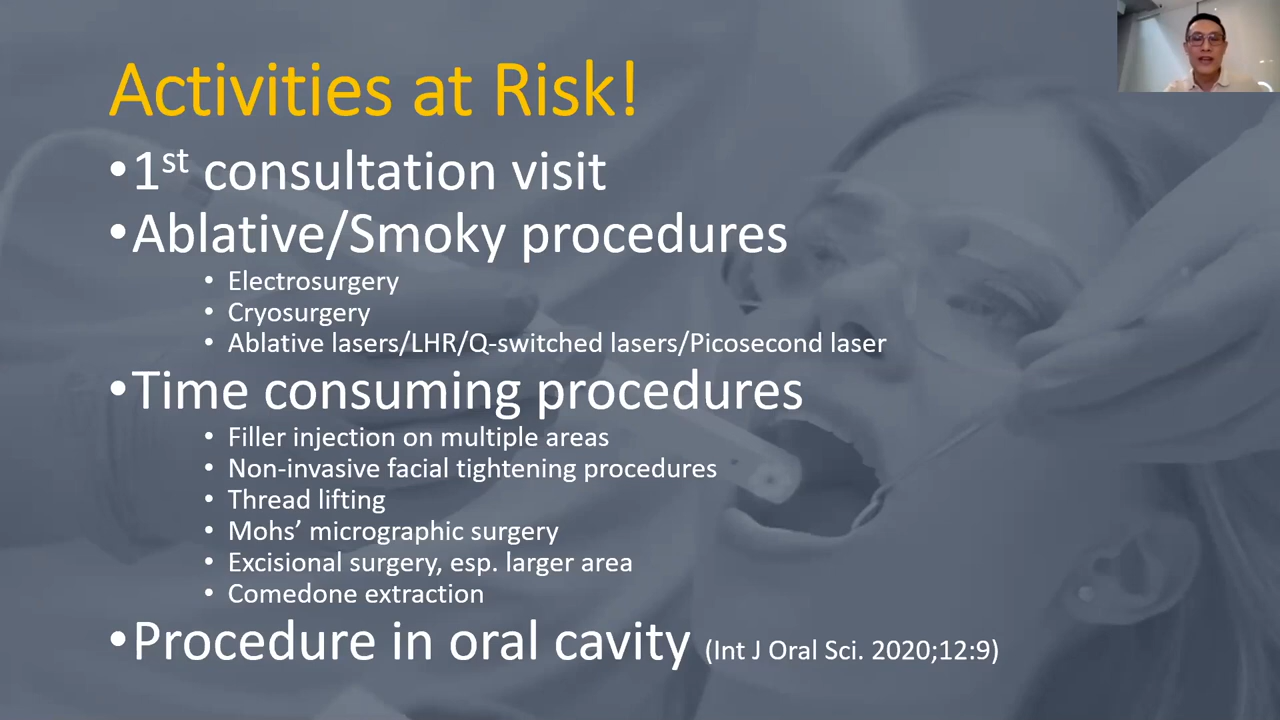 Activities at Risk!
•1st consultation visit
•Ablative/Smoky procedures
• Electrosurgery
• Cryosurgery
• Ablative lasers/LHR/Q-switched lasers/Picosecond laser
•Time consuming procedures
• Filler injection on multiple areas
• Non-invasive facial tightening procedures
• Thread lifting
• Mohs’ micrographic surgery
• Excisional surgery, esp. larger area
• Comedone extraction
•Procedure in oral cavity (Int J Oral Sci. 2020;12:9)